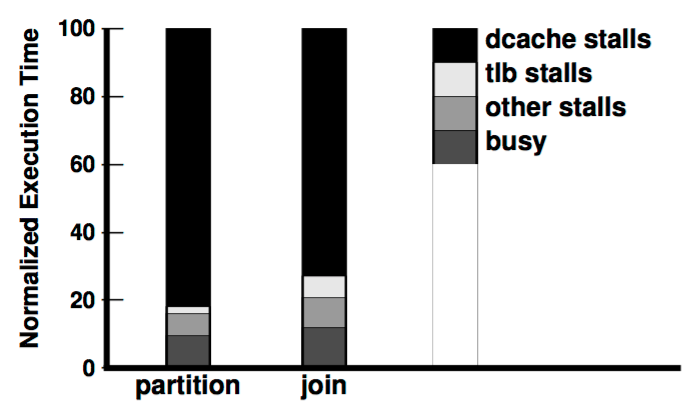 Normalized Execution Time
100
80
60
40
20
0
partition
join
dcache stalls
tlb stalls
other stalls
busy